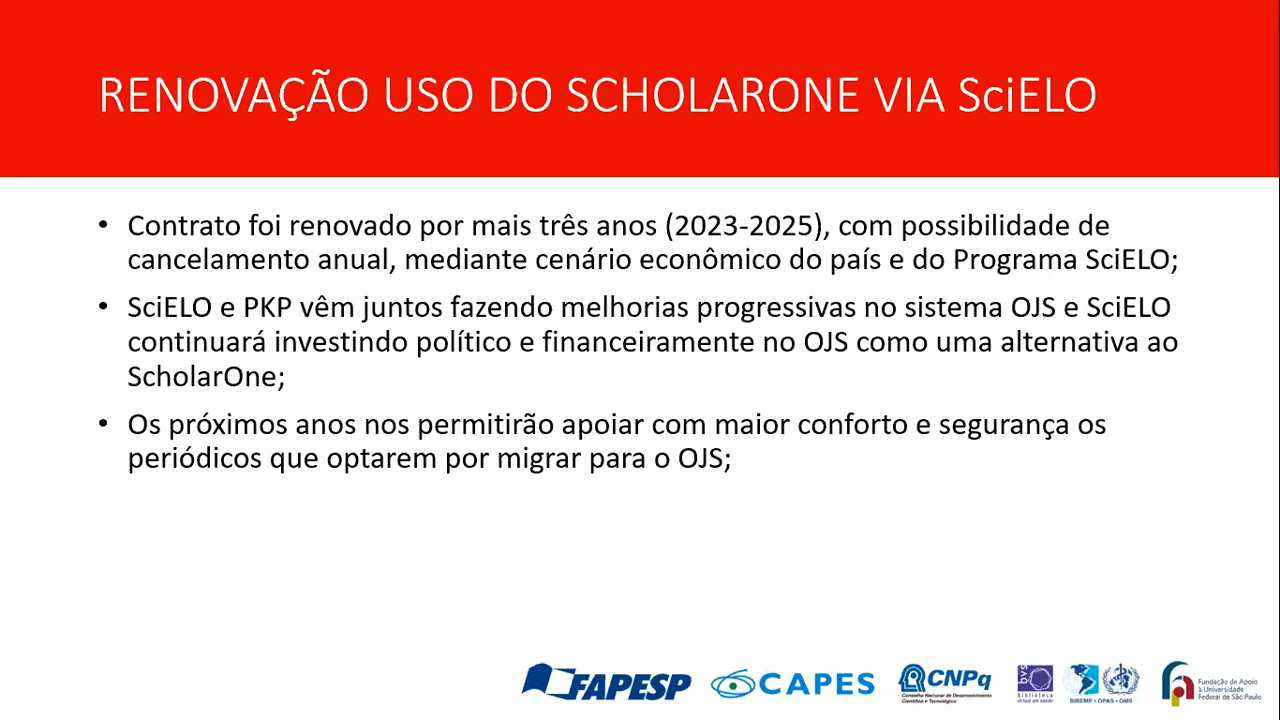 RENOVAÇÃO USO DO SCHOLARONE VIA SciELO
• Contrato foi renovado por mais três anos (2023-2025), com possibilidade de
cancelamento anual, mediante cenário econômico do país e do Programa SciELO;
• SciELO e PKP vêm juntos fazendo melhorias progressivas no sistema OJS e SciELO
continuará investindo político e financeiramente no OJS como uma alternativa ao
ScholarOne;
• Os próximos anos nos permitirão apoiar com maior conforto e segurança os
periódicos que optarem por migrar para o OJS;
FAPESP
CAPES
CNPq
Conselho Nacional de Desenvolvimento
Científico e Tecnológico
bvs
biblioteca
virtual em saúde
BIREME • OPAS • OMS
Fundação de Apoio
à Universidade
Federal de São Paulo